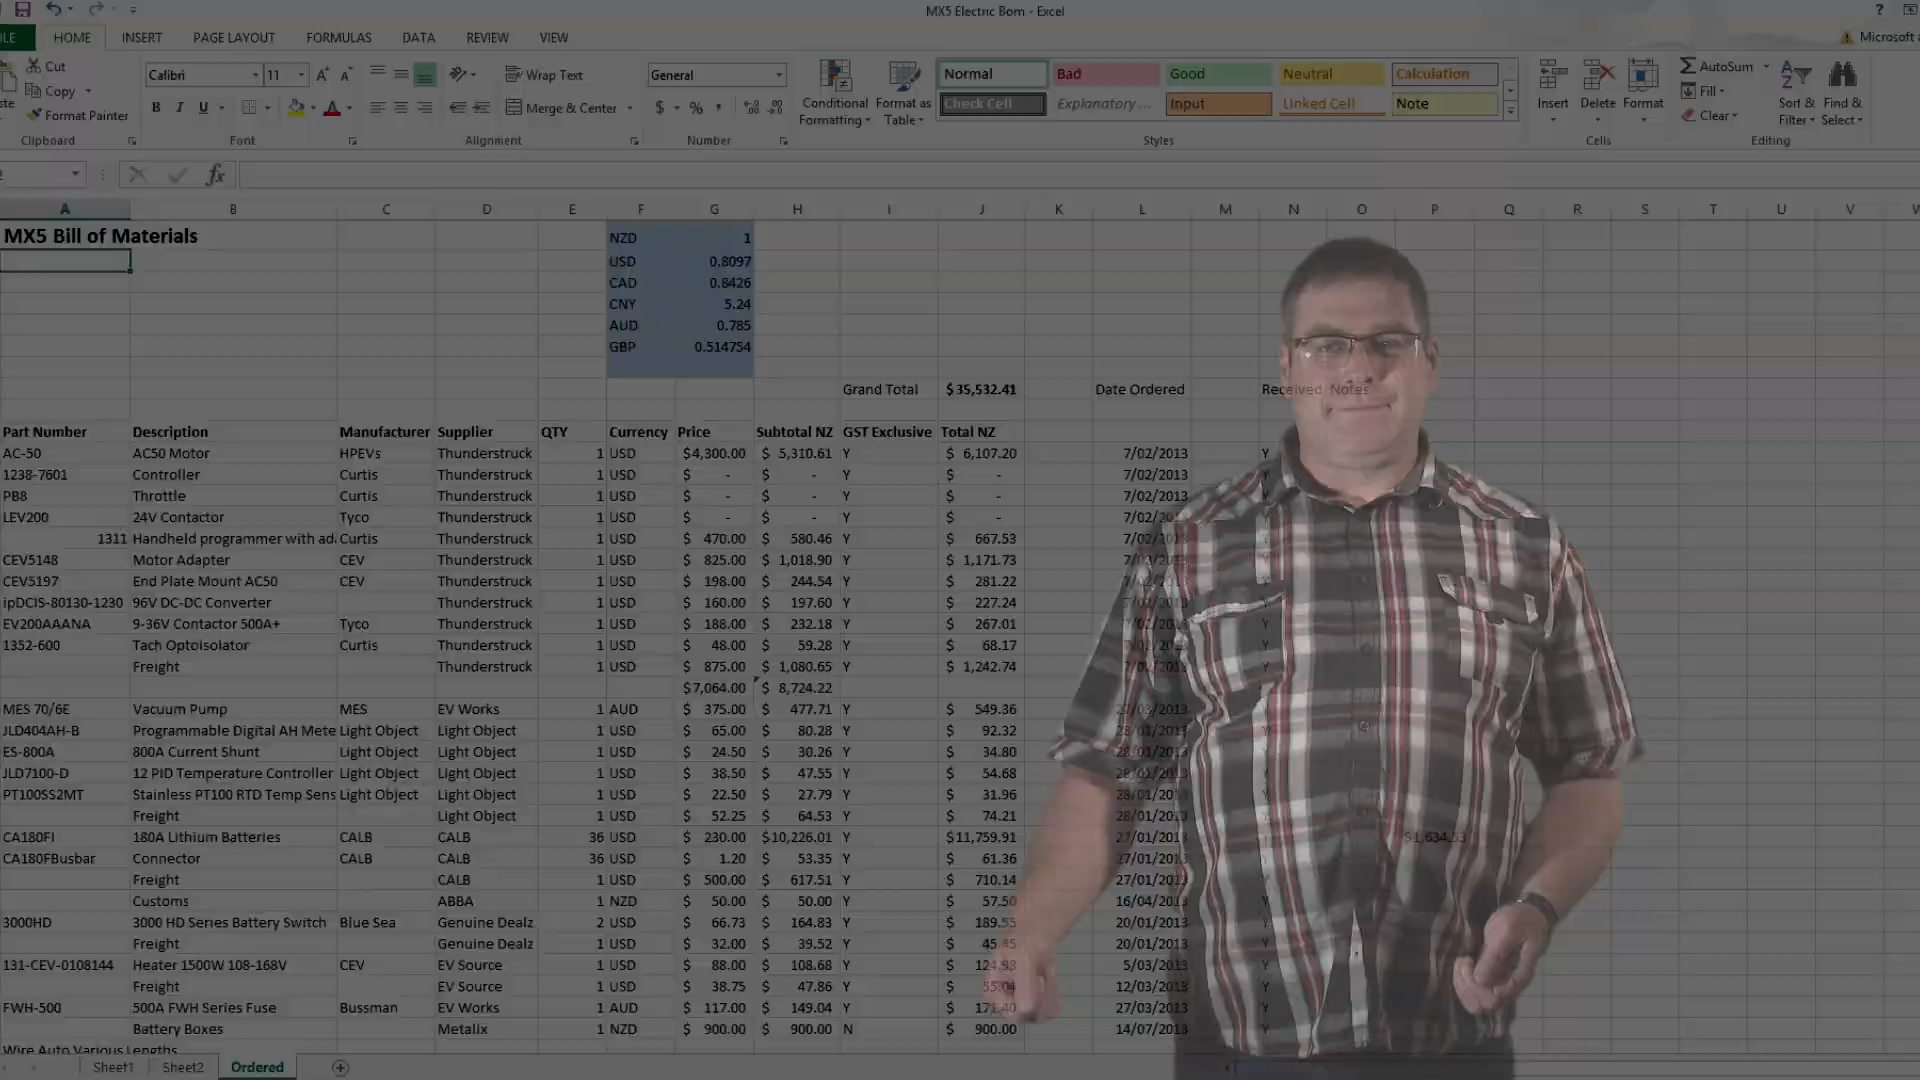 MX5 Electric Bom - Excel
?
HOME INSERT PAGE LAYOUT FORMULAS DATA REVIEW VIEW Microsoft
Cut
Copy
Format Painter
Clipboard
Calibri 11
B I U A
Font
Wrap Text
Merge & Center
Alignment
General
$ %
Number
Conditional Formatting
Format as Table
Normal Bad Good Neutral Calculation
Check Cell Explanatory ... Input Linked Cell Note
Styles
Insert Delete Format
Cells
AutoSum
Fill
Clear
Sort & Filter
Find & Select
Editing
fx
A B C D E F G H I J K L M N O P Q R S T U V W
MX5 Bill of Materials NZD 1
USD 0.8097
CAD 0.8426
CNY 5.24
AUD 0.785
GBP 0.514754
Grand Total $35,532.41 Date Ordered Received Notes
Part Number Description Manufacturer Supplier QTY Currency Price Subtotal NZ GST Exclusive Total NZ
AC-50 AC50 Motor HPEVs Thunderstruck 1 USD $4,300.00 $ 5,310.61 Y $ 6,107.20 7/02/2013 Y
1238-7601 Controller Curtis Thunderstruck 1 USD $ - $ - Y $ - 7/02/2013 Y
PB8 Throttle Curtis Thunderstruck 1 USD $ - $ - Y $ - 7/02/2013
LEV200 24V Contactor Tyco Thunderstruck 1 USD $ - $ - Y $ - 7/02/2013
1311 Handheld programmer with ad Curtis Thunderstruck 1 USD $ 470.00 $ 580.46 Y $ 667.53 7/02/2013
CEV5148 Motor Adapter CEV Thunderstruck 1 USD $ 825.00 $ 1,018.90 Y $ 1,171.73
CEV5197 End Plate Mount AC50 CEV Thunderstruck 1 USD $ 198.00 $ 244.54 Y $ 281.22
ipDCIS-80130-1230 96V DC-DC Converter Thunderstruck 1 USD $ 160.00 $ 197.60 Y $ 227.24 7/02/2013 Y
EV200AAANA 9-36V Contactor 500A+ Tyco Thunderstruck 1 USD $ 188.00 $ 232.18 Y $ 267.01 7/02/2013 Y
1352-600 Tach Optoisolator Curtis Thunderstruck 1 USD $ 48.00 $ 59.28 Y $ 68.17 Y
Freight Thunderstruck 1 USD $ 875.00 $ 1,080.65 Y $ 1,242.74 Y
$7,064.00 $ 8,724.22
MES 70/6E Vacuum Pump MES EV Works 1 AUD $ 375.00 $ 477.71 Y $ 549.36 Y
JLD404AH-B Programmable Digital AH Mete Light Object Light Object 1 USD $ 65.00 $ 80.28 Y $ 92.32 28/01/2013 Y
ES-800A 800A Current Shunt Light Object Light Object 1 USD $ 24.50 $ 30.26 Y $ 34.80 28/01/2013 Y
JLD7100-D 12 PID Temperature Controller Light Object Light Object 1 USD $ 38.50 $ 47.55 Y $ 54.68 28/01/2013 Y
PT100SS2MT Stainless PT100 RTD Temp Sens Light Object Light Object 1 USD $ 22.50 $ 27.79 Y $ 31.96 28/01/2013 Y
Freight Light Object 1 USD $ 52.25 $ 64.53 Y $ 74.21 28/01/2013
CA180FI 180A Lithium Batteries CALB CALB 36 USD $ 230.00 $10,226.01 Y $11,759.91 27/01/2013
CA180FBusbar Connector CALB CALB 36 USD $ 1.20 $ 53.35 Y $ 61.36 27/01/2013
Freight CALB 1 USD $ 500.00 $ 617.51 Y $ 710.14 27/01/2013
Customs ABBA 1 NZD $ 50.00 $ 50.00 Y $ 57.50 16/04/2013
3000HD 3000 HD Series Battery Switch Blue Sea Genuine Dealz 2 USD $ 66.73 $ 164.83 Y $ 189.55 20/01/2013
Freight Genuine Dealz 1 USD $ 32.00 $ 39.52 Y $ 45.45 20/01/2013
131-CEV-0108144 Heater 1500W 108-168V CEV EV Source 1 USD $ 88.00 $ 108.68 Y $ 124.98 5/03/2013 Y
Freight EV Source 1 USD $ 38.75 $ 47.86 Y $ 55.04 12/03/2013 Y
FWH-500 500A FWH Series Fuse Bussman EV Works 1 AUD $ 117.00 $ 149.04 Y $ 171.40 27/03/2013 Y
Battery Boxes Metalix 1 NZD $ 900.00 $ 900.00 N $ 900.00 14/07/2013 Y
Wire Auto Various Lengths
Sheet1 Sheet2 Ordered